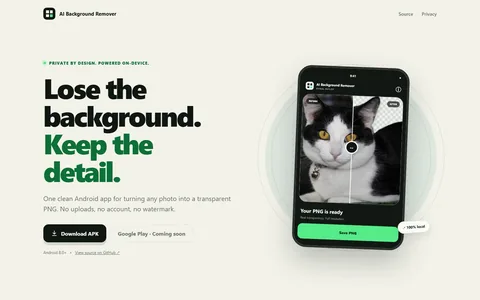 AI Background Remover
Source
Privacy
PRIVATE BY DESIGN. POWERED ON-DEVICE.
Lose the
background.
Keep the
detail.
One clean Android app for turning any photo into a transparent
PNG. No uploads, no account, no watermark.
Download APK
Google Play · Coming soon
Android 8.0+ • View source on GitHub ↗
AI Background Remover
Your PNG is ready
Save PNG
100% local